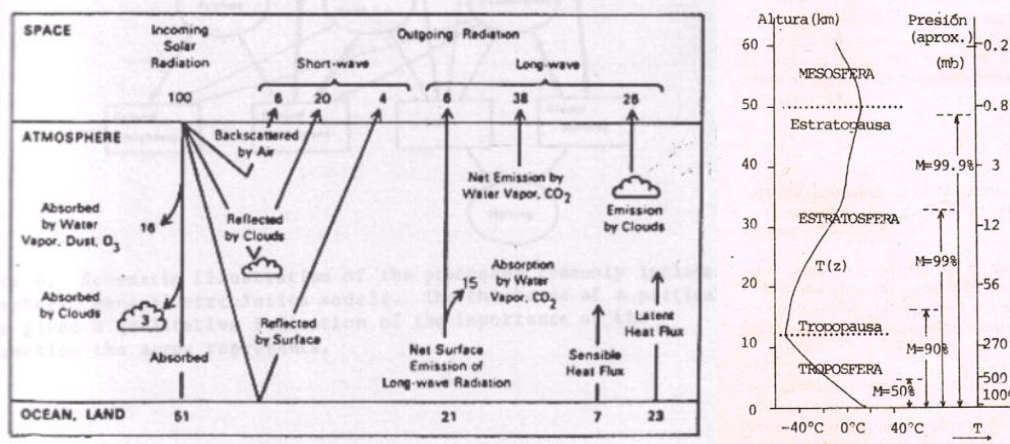 SPACE
Incoming
Solar
Radiation
Outgoing Radiation
Short-wave
Long-wave
100
6
20
4
6
38
26
ATMOSPHERE
Backscattered
by Air
Net Emission by
Water Vapor, CO2
Absorbed
by Water
Vapor, Dust, O3
16
Reflected
by Clouds
Emission
by Clouds
Absorbed
by Clouds
3
15
Absorption
by Water
Vapor, CO2
Reflected
by Surface
Latent
Heat Flux
Absorbed
Net Surface
Emission of
Long-wave Radiation
Sensible
Heat Flux
OCEAN, LAND
51
21
7
23
Altura (km)
Presión
(aprox.)
(mb)
60
0.2
MESOSFERA
50
0.8
Estratopausa
M=99.9%
40
3
30
ESTRATOSFERA
12
T(z)
M=99%
20
56
Tropopausa
10
270
M=90%
TROPOSFERA
500
M=50%
1000
0
-40°C
0°C
40°C
T